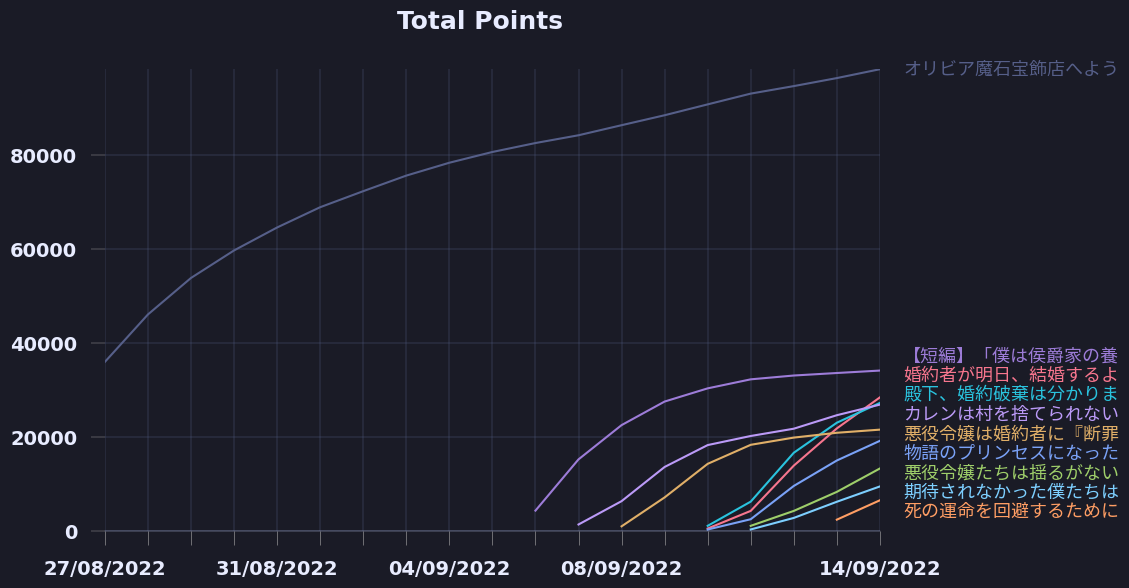 Total Points
オリビア魔石宝飾店へよう
80000
60000
40000
【短編】「僕は侯爵家の養
婚約者が明日、結婚するよ
殿下、婚約破棄は分かりま
カレンは村を捨てられない
20000
悪役令嬢は婚約者に『断罪
物語のプリンセスになった
悪役令嬢たちは揺るがない
期待されなかった僕たちは
死の運命を回避するために
0
27/08/2022 31/08/2022 04/09/2022 08/09/2022 14/09/2022